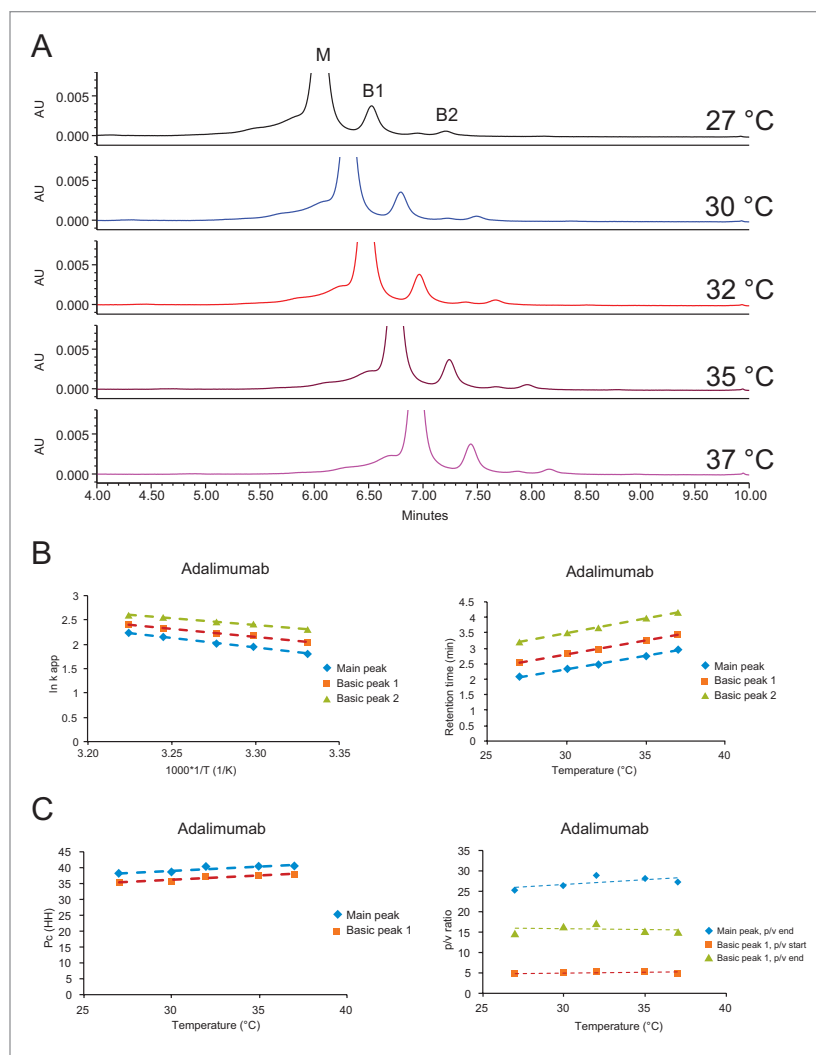 A
M
B1
B2
AU
0.005
0.000
27 °C
AU
0.005
0.000
30 °C
AU
0.005
0.000
32 °C
AU
0.005
0.000
35 °C
AU
0.005
0.000
37 °C
4.00 4.50 5.00 5.50 6.00 6.50 7.00 7.50 8.00 8.50 9.00 9.50 10.00
Minutes
B
Adalimumab
ln k app
3
2.5
2
1.5
1
0.5
0
3.20 3.25 3.30 3.35
1000*1/T (1/K)
Main peak
Basic peak 1
Basic peak 2
Adalimumab
Retention time (min)
4.5
4
3.5
3
2.5
2
1.5
1
0.5
0
25 30 35 40
Temperature (°C)
Main peak
Basic peak 1
Basic peak 2
C
Adalimumab
Pc (HH)
45
40
35
30
25
20
15
10
5
0
25 30 35 40
Temperature (°C)
Main peak
Basic peak 1
Adalimumab
p/v ratio
35
30
25
20
15
10
5
0
25 30 35 40
Temperature (°C)
Main peak, p/v end
Basic peak 1, p/v start
Basic peak 1, p/v end